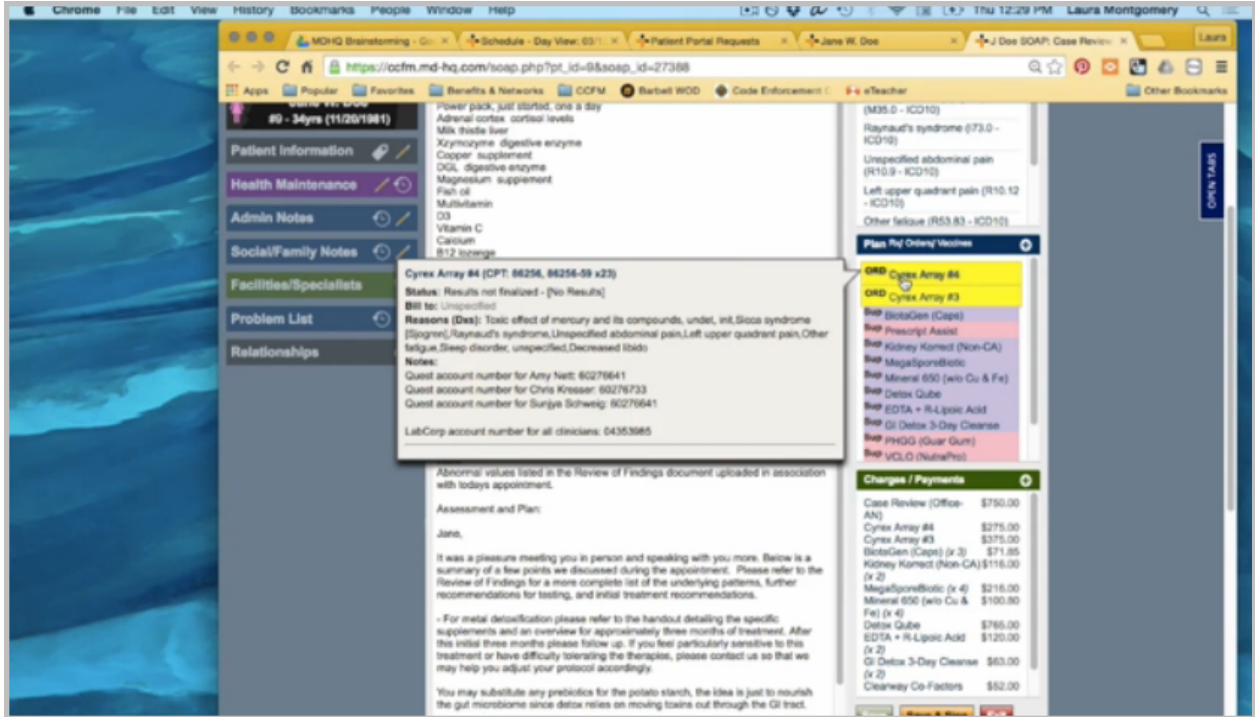 Chrome File Edit View History Bookmarks People Window Help Thu 12:29 PM Laura Montgomery
MDHQ Brainstorming - Schedule - Day View: 03/1 Patient Portal Requests Jane W. Doe J Doe SOAP: Case Review Laura
https://ccfm.md-hq.com/soap.php?pt_id=9&soap_id=27388
Apps Popular Favorites Benefits & Networks CCFM Barbell WOD Code Enforcement eTeacher Other Bookmarks
Jane W. Doe
#9 - 34yrs (11/20/1981)
Patient Information
Health Maintenance
Admin Notes
Social/Family Notes
Facilities/Specialists
Problem List
Relationships
Power pack, just started, one a day
Adrenal cortex cortisol levels
Milk thistle liver
Xzymozyme digestive enzyme
Copper supplement
DGL digestive enzyme
Magnesium supplement
Fish oil
Multivitamin
D3
Vitamin C
Calcium
B12 lozenge
Cyrex Array #4 (CPT: 86256, 86256-59 x23)
Status: Results not finalized - [No Results]
Bill to: Unspecified
Reasons (Dxs): Toxic effect of mercury and its compounds, undet, init,Sicca syndrome
[Sjogren],Raynaud's syndrome,Unspecified abdominal pain,Left upper quadrant pain,Other
fatigue,Sleep disorder, unspecified,Decreased libido
Notes:
Quest account number for Amy Nett: 60276641
Quest account number for Chris Kresser: 60276733
Quest account number for Sunjya Schweig: 60276641
LabCorp account number for all clinicians: 04353985
Abnormal values listed in the Review of Findings document uploaded in association
with todays appointment.
Assessment and Plan:
Jane,
It was a pleasure meeting you in person and speaking with you more. Below is a
summary of a few points we discussed during the appointment. Please refer to the
Review of Findings for a more complete list of the underlying patterns, further
recommendations for testing, and initial treatment recommendations.
- For metal detoxification please refer to the handout detailing the specific
supplements and an overview for approximately three months of treatment. After
this initial three months please follow up. If you feel particularly sensitive to this
treatment or have difficulty tolerating the therapies, please contact us so that we
may help you adjust your protocol accordingly.
You may substitute any prebiotics for the potato starch, the idea is just to nourish
the gut microbiome since detox relies on moving toxins out through the GI tract.
(M35.0 - ICD10)
Raynaud's syndrome (I73.0 -
ICD10)
Unspecified abdominal pain
(R10.9 - ICD10)
Left upper quadrant pain (R10.12
- ICD10)
Other fatigue (R53.83 - ICD10)
Plan Rx/ Orders/ Vaccines
ORD Cyrex Array #4
ORD Cyrex Array #3
Sup BiotaGen (Caps)
Sup Prescript Assist
Sup Kidney Korrect (Non-CA)
Sup MegaSporeBiotic
Sup Mineral 650 (w/o Cu & Fe)
Sup Detox Qube
Sup EDTA + R-Lipoic Acid
Sup GI Detox 3-Day Cleanse
Sup PHGG (Guar Gum)
Sup VCLO (NutraPro)
Charges / Payments
Case Review (Office- $750.00
AN)
Cyrex Array #4 $275.00
Cyrex Array #3 $375.00
BiotaGen (Caps) (x 3) $71.85
Kidney Korrect (Non-CA) $116.00
(x 2)
MegaSporeBiotic (x 4) $216.00
Mineral 650 (w/o Cu & $100.80
Fe) (x 4)
Detox Qube $765.00
EDTA + R-Lipoic Acid $120.00
(x 2)
GI Detox 3-Day Cleanse $63.00
(x 2)
Clearway Co-Factors $52.00
Save & Sign Exit
OPEN TABS